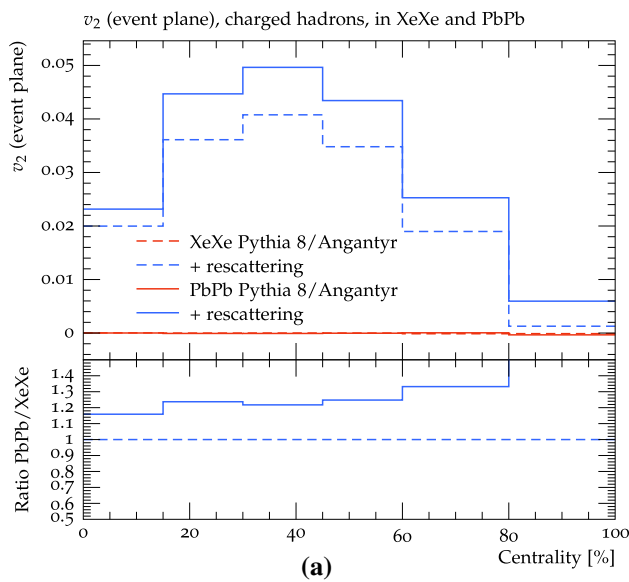 v₂ (event plane), charged hadrons, in XeXe and PbPb
v₂ (event plane)
0.05
0.04
0.03
0.02
0.01
0
XeXe Pythia 8/Angantyr
+ rescattering
PbPb Pythia 8/Angantyr
+ rescattering
Ratio PbPb/XeXe
1.4
1.3
1.2
1.1
1
0.9
0.8
0.7
0.6
0.5
0 20 40 60 80 100
Centrality [%]
(a)